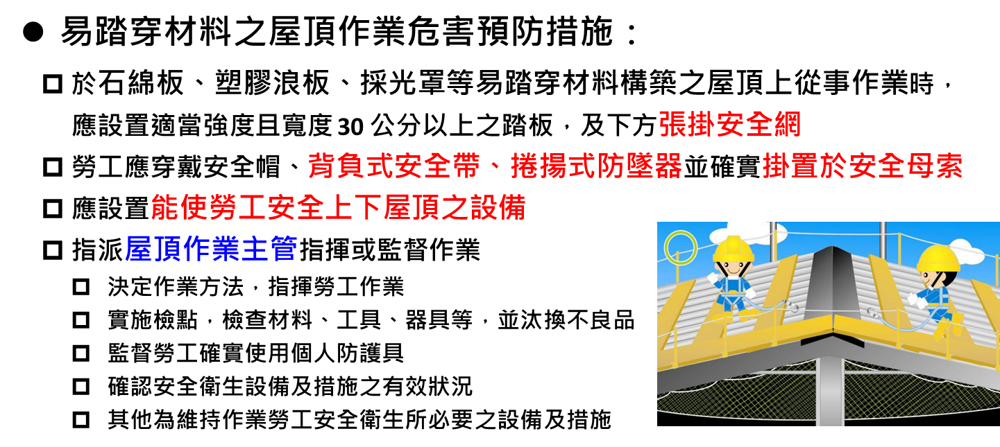 ● 易踏穿材料之屋頂作業危害預防措施：
□ 於石綿板、塑膠浪板、採光罩等易踏穿材料構築之屋頂上從事作業時，
應設置適當強度且寬度30公分以上之踏板，及下方張掛安全網
□ 勞工應穿戴安全帽、背負式安全帶、捲揚式防墜器並確實掛置於安全母索
□ 應設置能使勞工安全上下屋頂之設備
□ 指派屋頂作業主管指揮或監督作業
□ 決定作業方法，指揮勞工作業
□ 實施檢點，檢查材料、工具、器具等，並汰換不良品
□ 監督勞工確實使用個人防護具
□ 確認安全衛生設備及措施之有效狀況
□ 其他為維持作業勞工安全衛生所必要之設備及措施